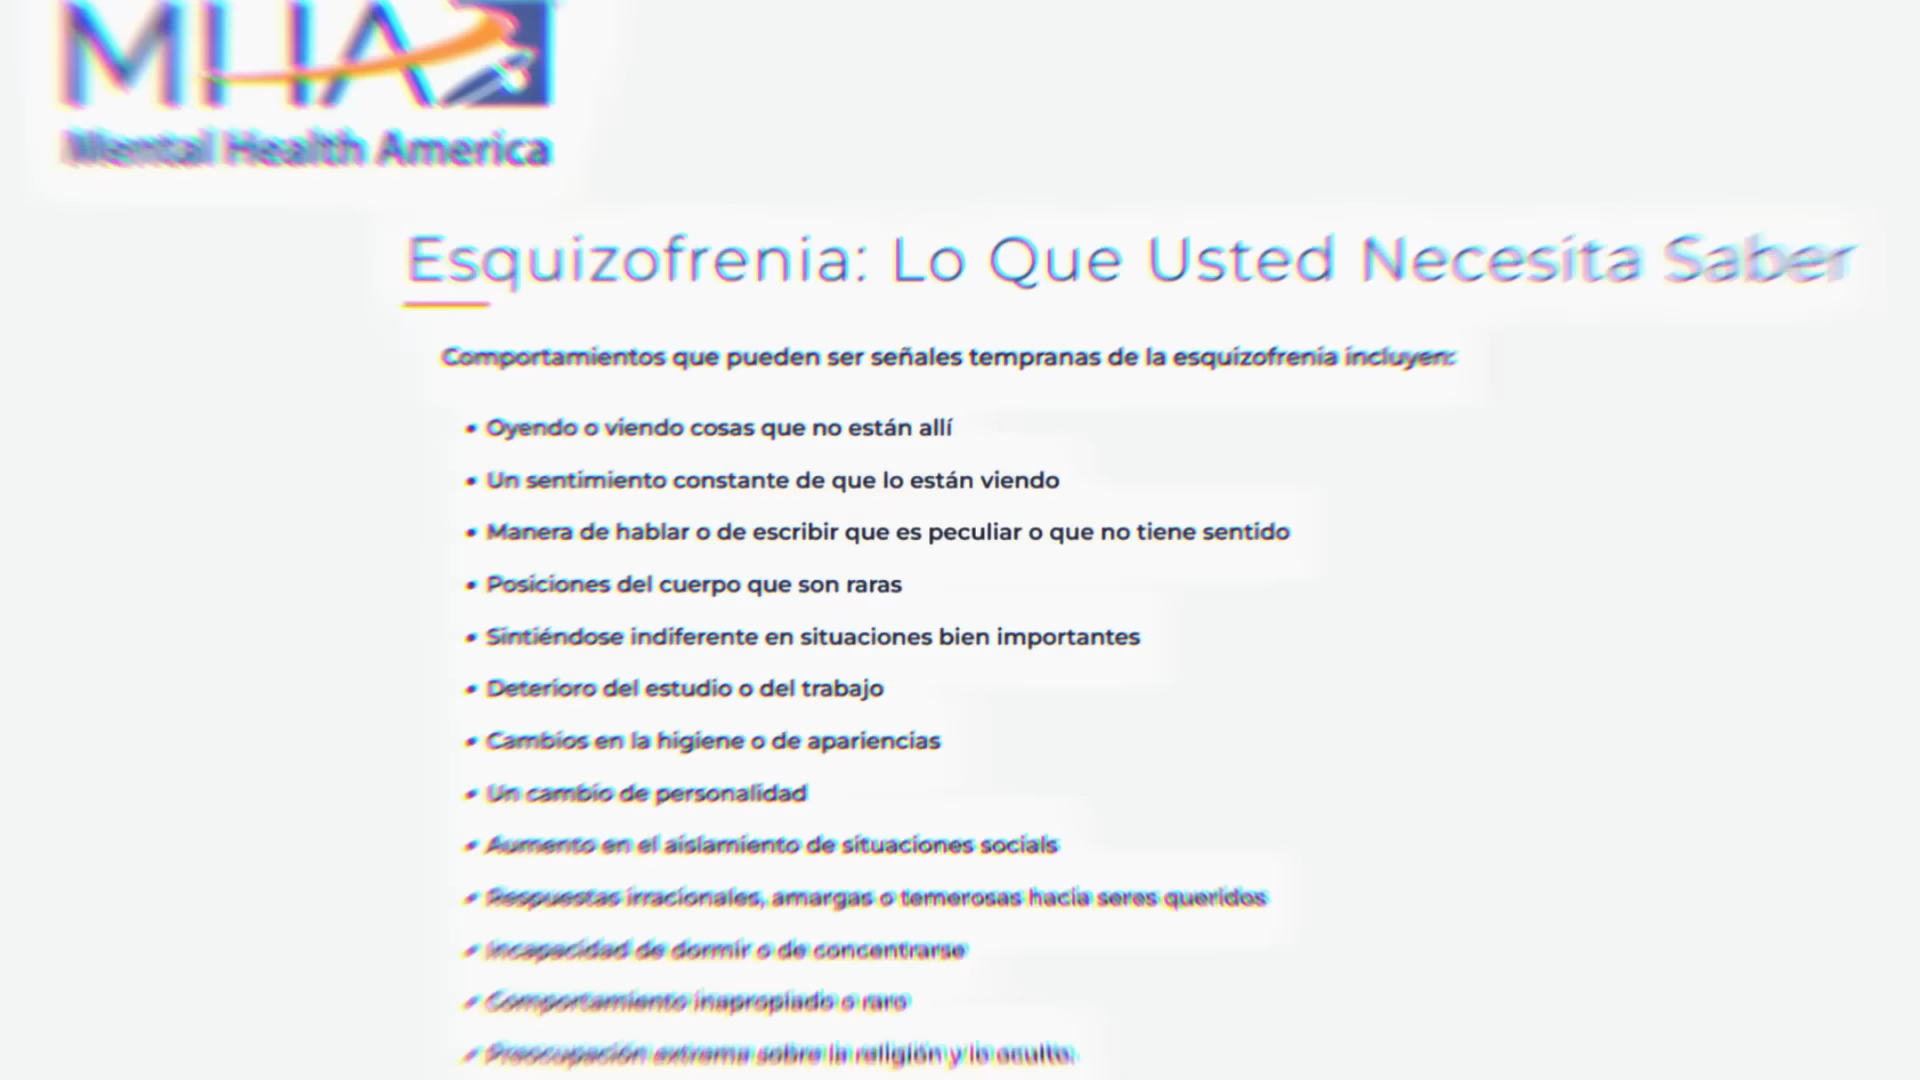 MHA
Mental Health America
Esquizofrenia: Lo Que Usted Necesita Saber
Comportamientos que pueden ser señales tempranas de la esquizofrenia incluyen:
• Oyendo o viendo cosas que no están allí
• Un sentimiento constante de que lo están viendo
• Manera de hablar o de escribir que es peculiar o que no tiene sentido
• Posiciones del cuerpo que son raras
• Sintiéndose indiferente en situaciones bien importantes
• Deterioro del estudio o del trabajo
• Cambios en la higiene o de apariencias
• Un cambio de personalidad
• Aumento en el aislamiento de situaciones socials
• Respuestas irracionales, amargas o temerosas hacia seres queridos
• Incapacidad de dormir o de concentrarse
• Comportamiento inapropiado o raro
• Preocupación extrema sobre la religión y lo oculto.